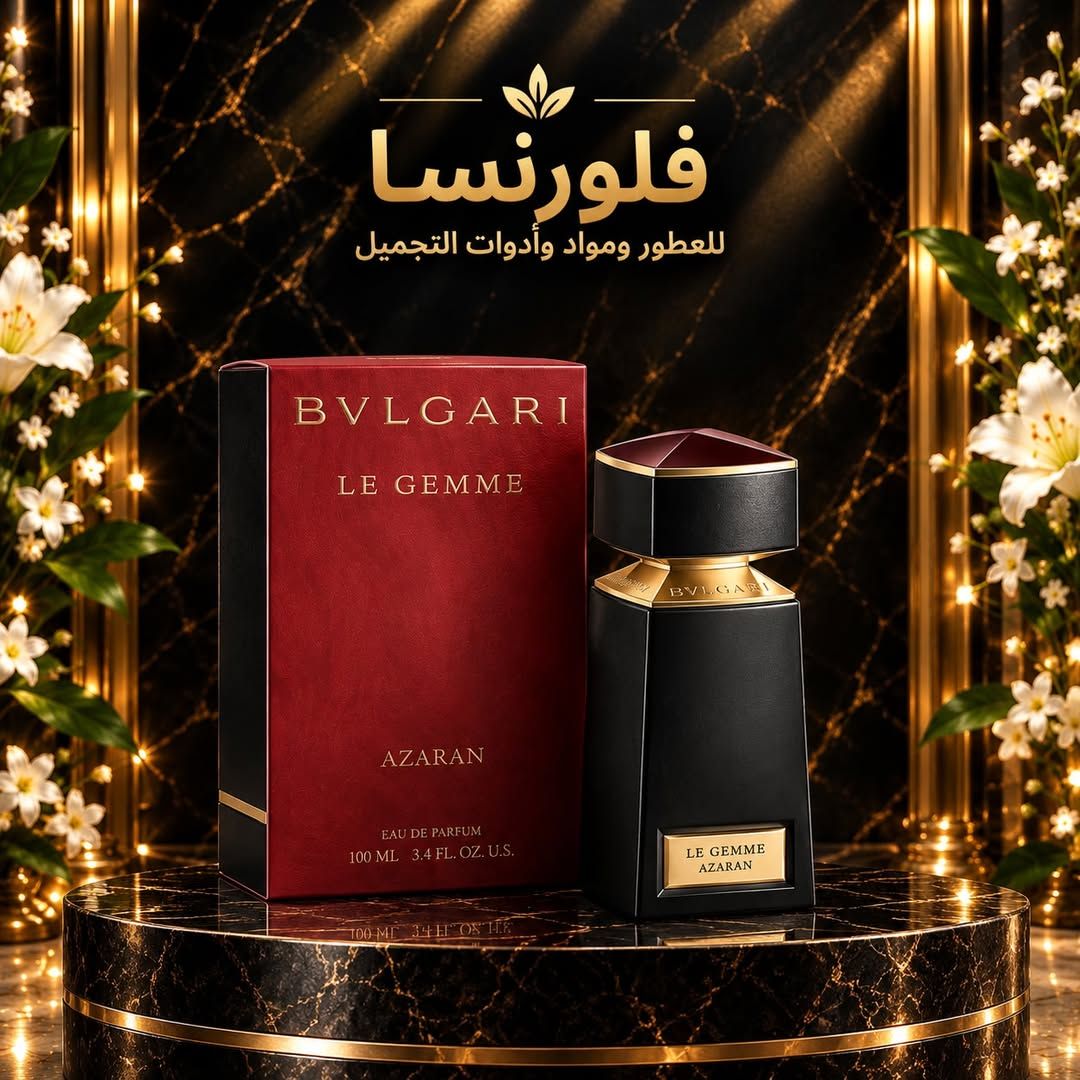 فلورنسا
للعطور ومواد وأدوات التجميل
BVLGARI
LE GEMME
AZARAN
EAU DE PARFUM
100 ML 3.4 FL. OZ. U.S.
BVLGARI
LE GEMME
AZARAN